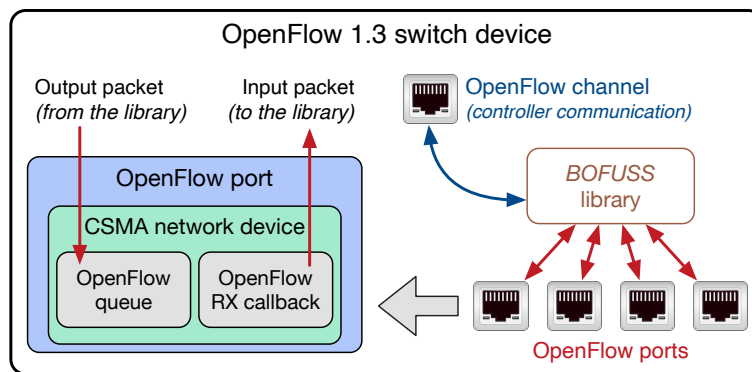 OpenFlow 1.3 switch device
Output packet
(from the library)
Input packet
(to the library)
OpenFlow channel
(controller communication)
OpenFlow port
CSMA network device
OpenFlow
queue
OpenFlow
RX callback
BOFUSS
library
OpenFlow ports